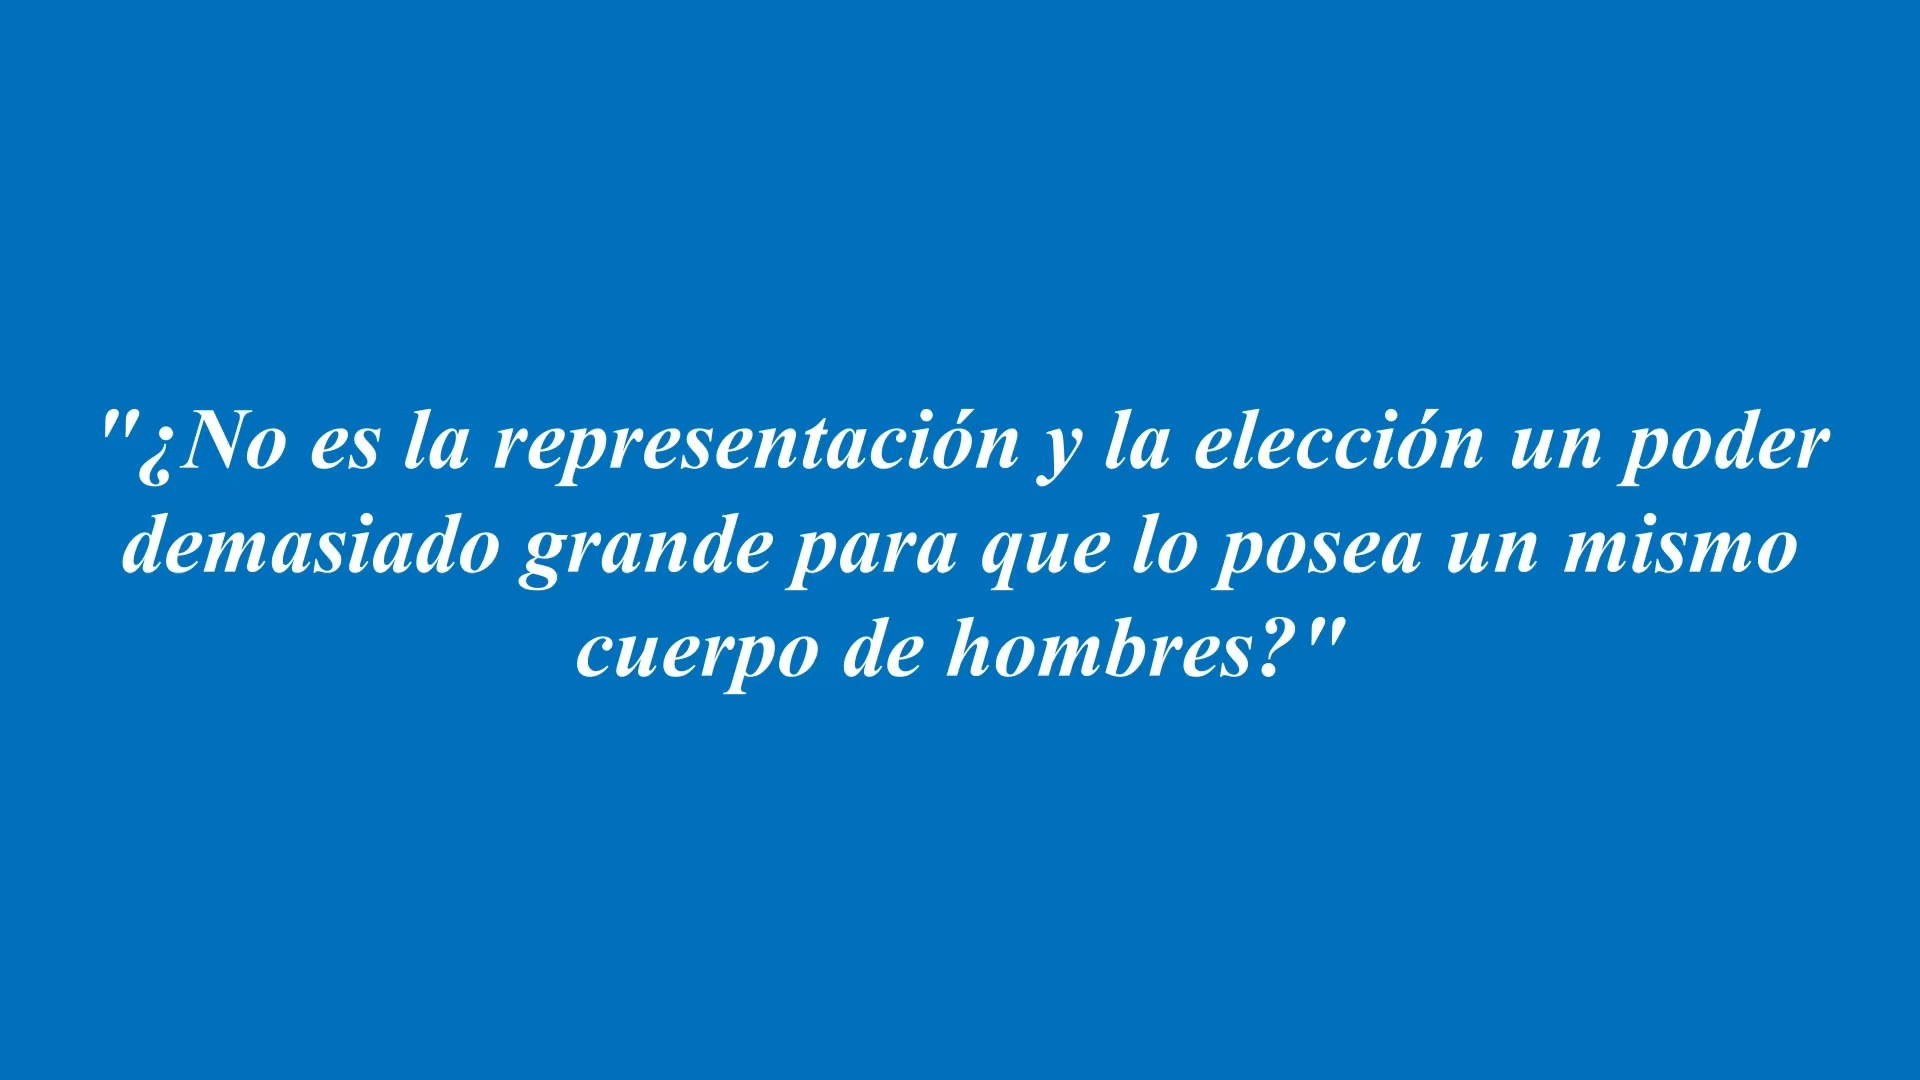 "¿No es la representación y la elección un poder
demasiado grande para que lo posea un mismo
cuerpo de hombres?"